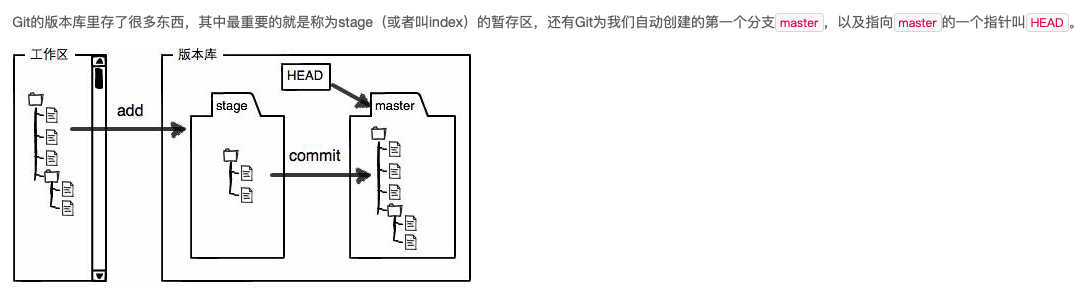 Git的版本库里存了很多东西，其中最重要的就是称为stage（或者叫index）的暂存区，还有Git为我们自动创建的第一个分支master，以及指向master的一个指针叫HEAD。
工作区 版本库
HEAD
add stage master
commit